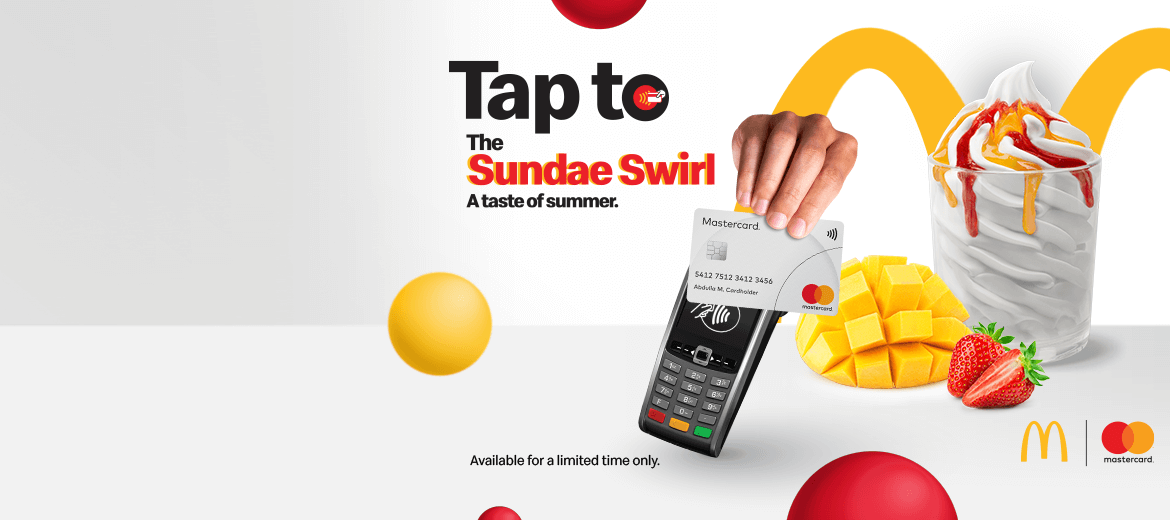 Tap to
The
Sundae Swirl
A taste of summer.
Mastercard.
5412 7512 3412 3456
Abdulla M. Cardholder
mastercard.
Available for a limited time only.
mastercard.